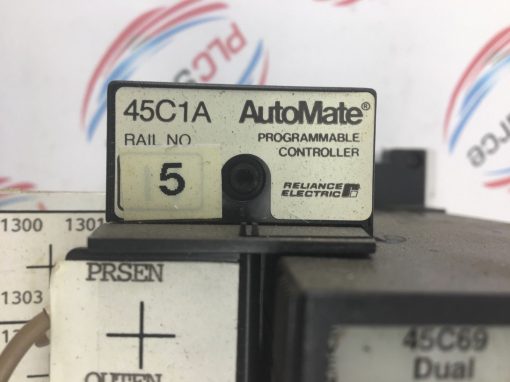 45C1A AutoMate®
RAIL NO. PROGRAMMABLE
CONTROLLER
5
RELIANCE
ELECTRIC
1300 1301
PRSEN
1303
45C69
Dual